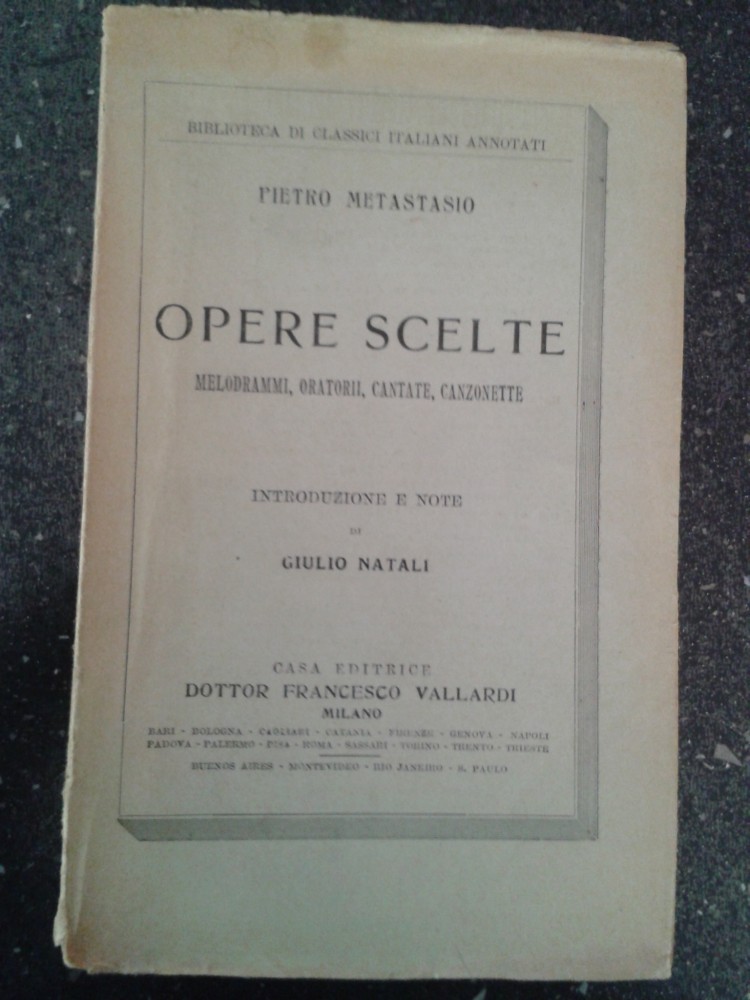 BIBLIOTECA DI CLASSICI ITALIANI ANNOTATI
PIETRO METASTASIO
OPERE SCELTE
MELODRAMMI, ORATORII, CANTATE, CANZONETTE
INTRODUZIONE E NOTE
DI
GIULIO NATALI
CASA EDITRICE
DOTTOR FRANCESCO VALLARDI
MILANO
BARI - BOLOGNA - CAGLIARI - CATANIA - FIRENZE - GENOVA - NAPOLI
PADOVA - PALERMO - PISA - ROMA - SASSARI - TORINO - TRENTO - TRIESTE
BUENOS AIRES - MONTEVIDEO - RIO JANEIRO - S. PAULO